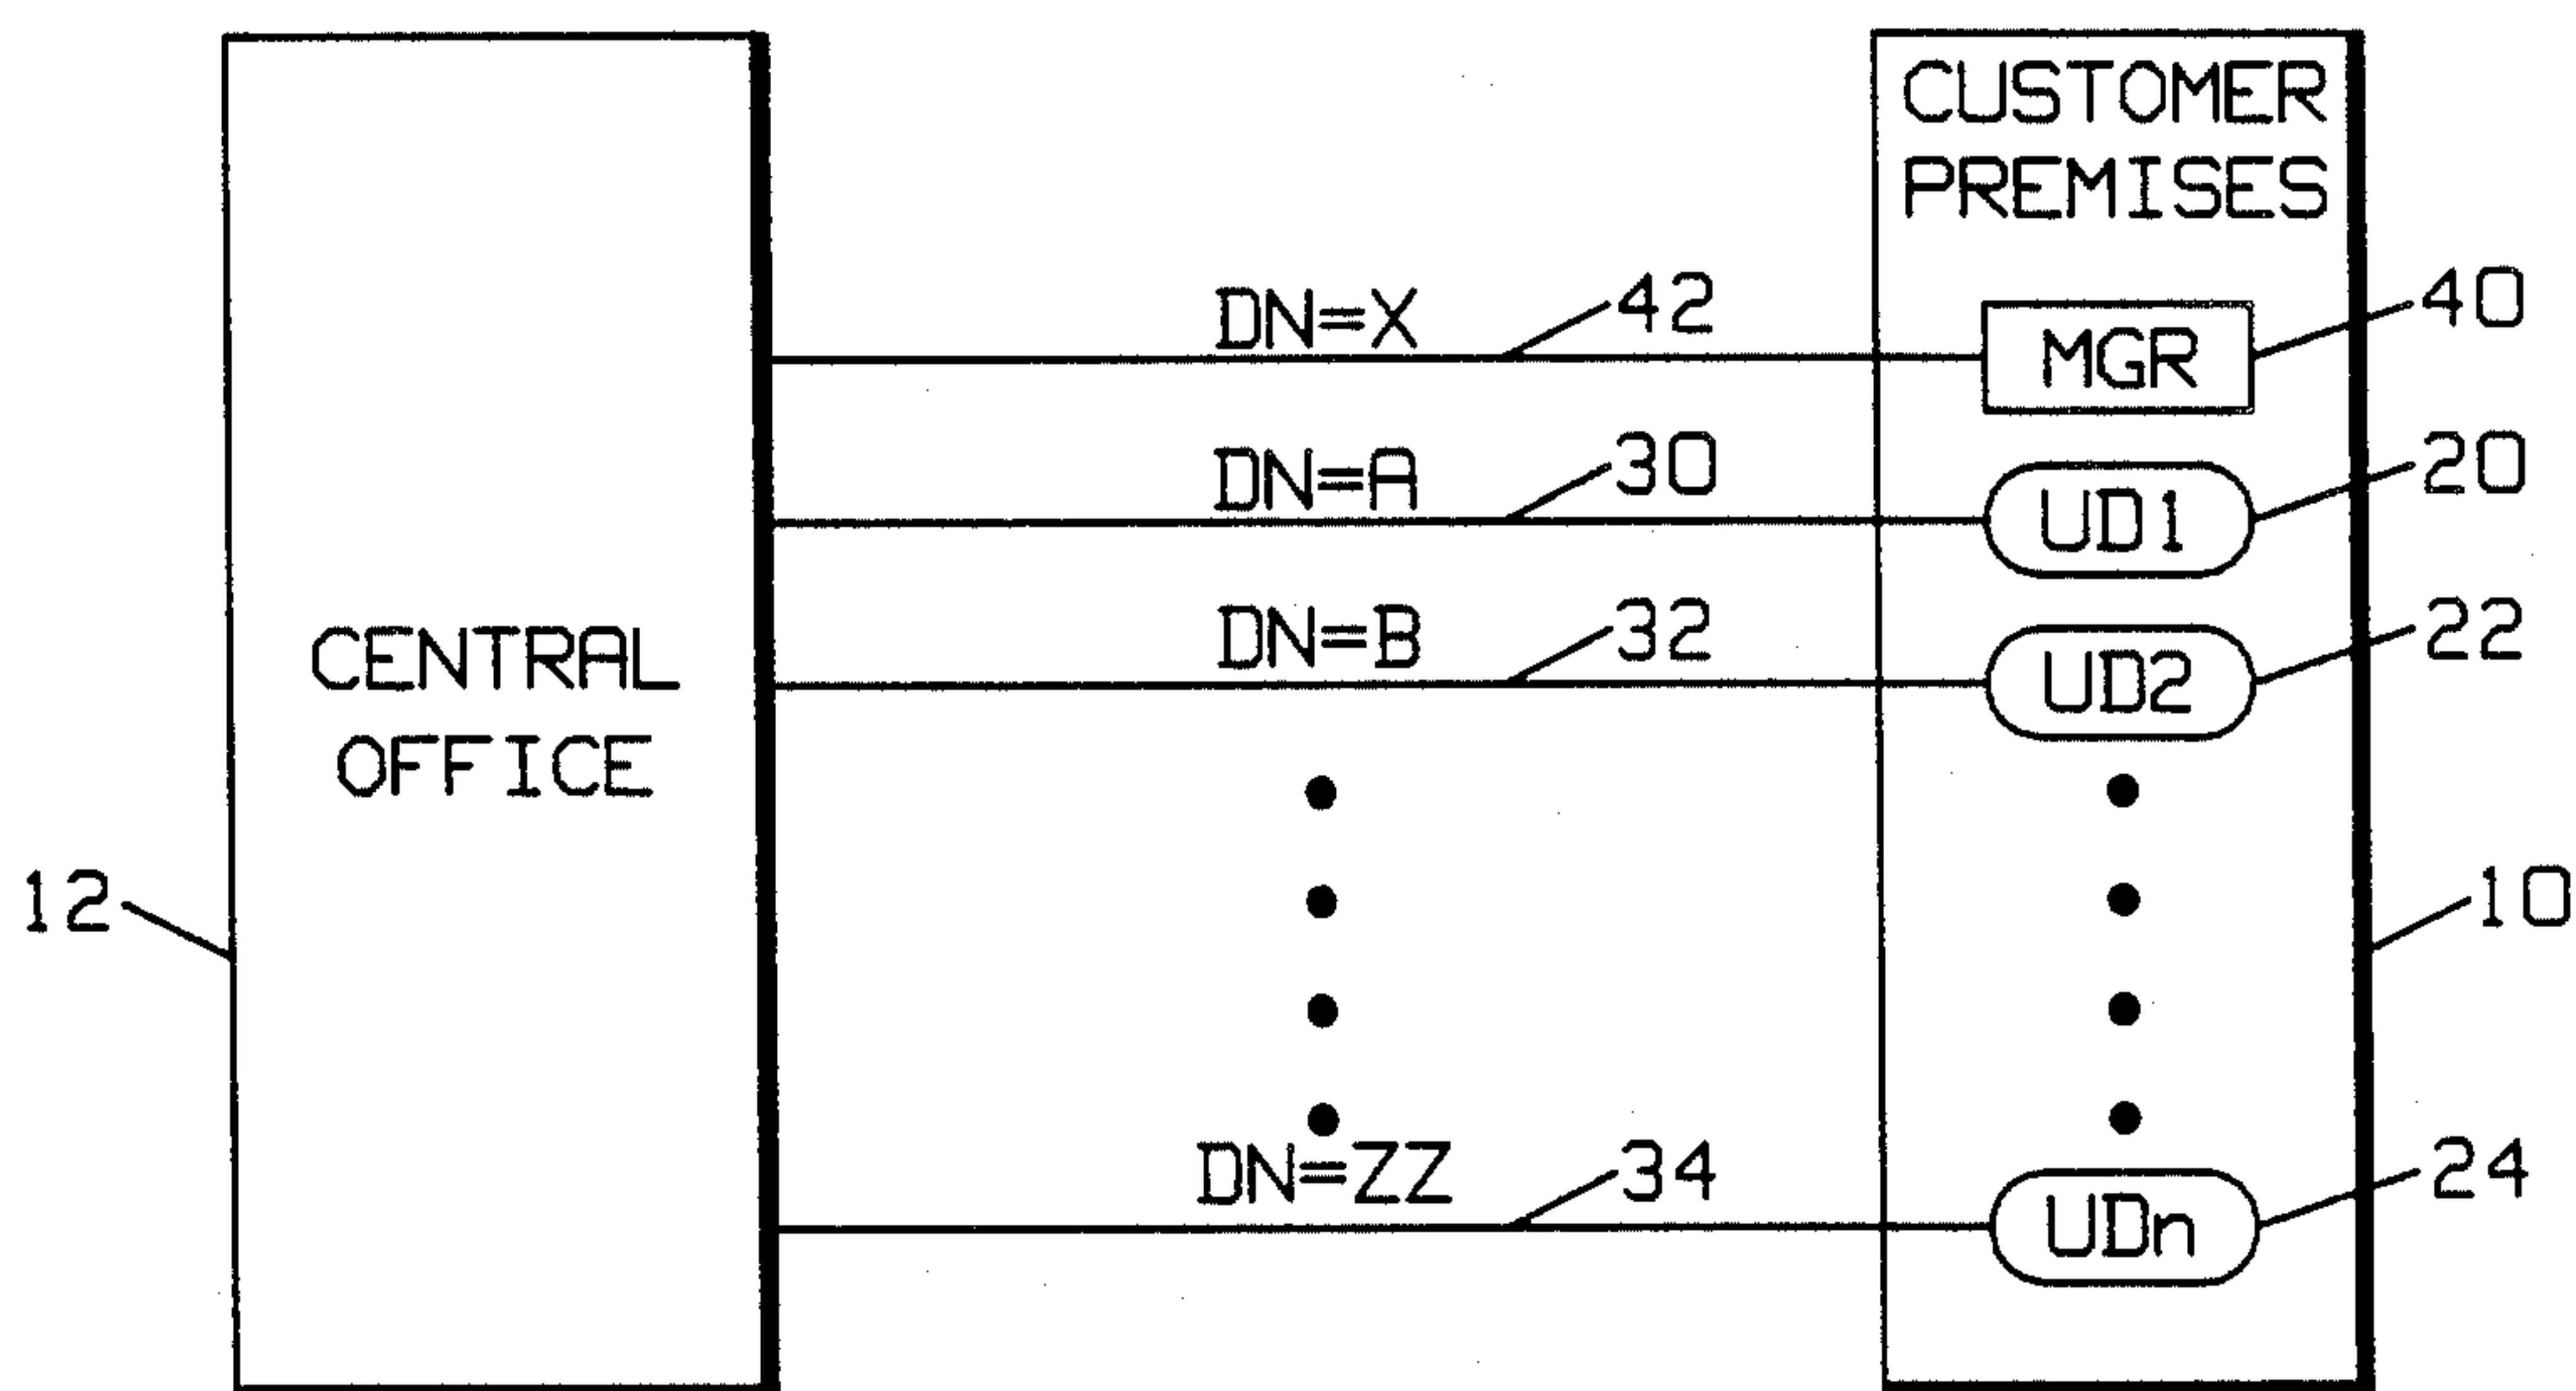 CUSTOMER
PREMISES
DN=X
42
MGR
40
DN=A
30
UD1
20
DN=B
32
UD2
22
CENTRAL
OFFICE
12
10
DN=ZZ
34
UDn
24